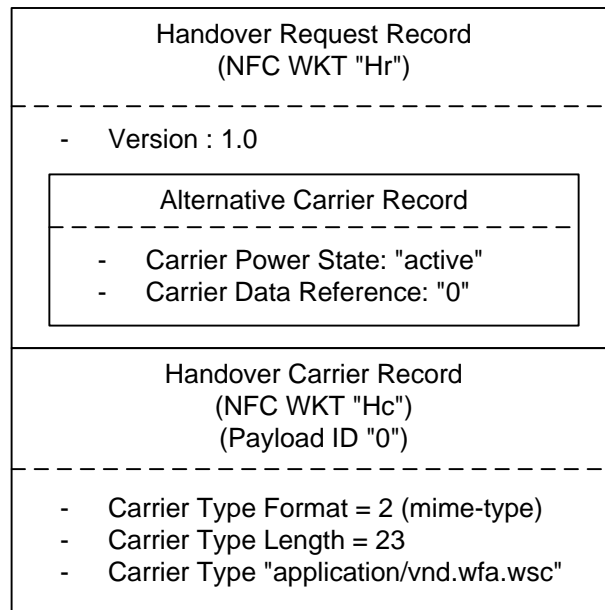 Handover Request Record
(NFC WKT "Hr")
- Version : 1.0
Alternative Carrier Record
- Carrier Power State: "active"
- Carrier Data Reference: "0"
Handover Carrier Record
(NFC WKT "Hc")
(Payload ID "0")
- Carrier Type Format = 2 (mime-type)
- Carrier Type Length = 23
- Carrier Type "application/vnd.wfa.wsc"